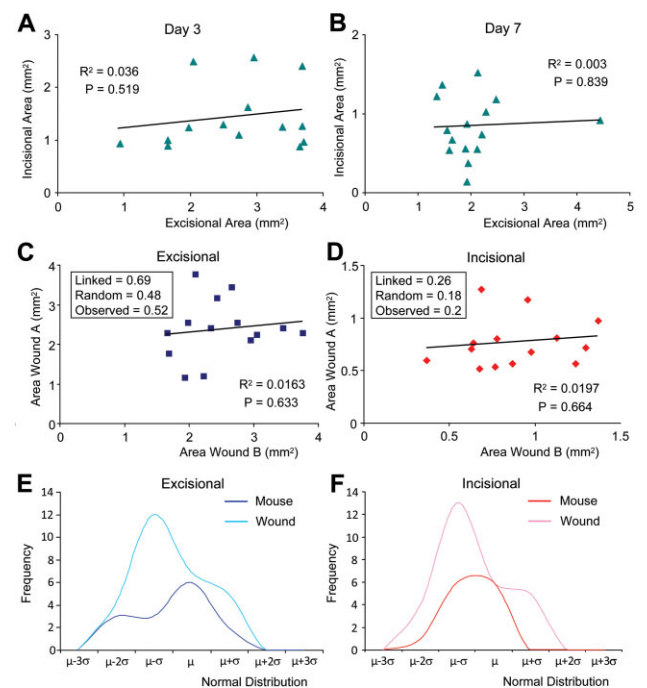 A
Day 3
3
2
1
0
0
1
2
3
4
R² = 0.036
P = 0.519
Incisional Area (mm²)
Excisional Area (mm²)
B
Day 7
2
1
0
0
1
2
3
4
5
R² = 0.003
P = 0.839
Incisional Area (mm²)
Excisional Area (mm²)
C
Excisional
4
3
2
1
0
0
1
2
3
4
Linked = 0.69
Random = 0.48
Observed = 0.52
R² = 0.0163
P = 0.633
Area Wound A (mm²)
Area Wound B (mm²)
D
Incisional
1.5
1
0.5
0
0
0.5
1
1.5
Linked = 0.26
Random = 0.18
Observed = 0.2
R² = 0.0197
P = 0.664
Area Wound A (mm²)
Area Wound B (mm²)
E
Excisional
14
12
10
8
6
4
2
0
Mouse
Wound
Frequency
μ-3σ μ-2σ μ-σ μ μ+σ μ+2σ μ+3σ
Normal Distribution
F
Incisional
14
12
10
8
6
4
2
0
Mouse
Wound
Frequency
μ-3σ μ-2σ μ-σ μ μ+σ μ+2σ μ+3σ
Normal Distribution